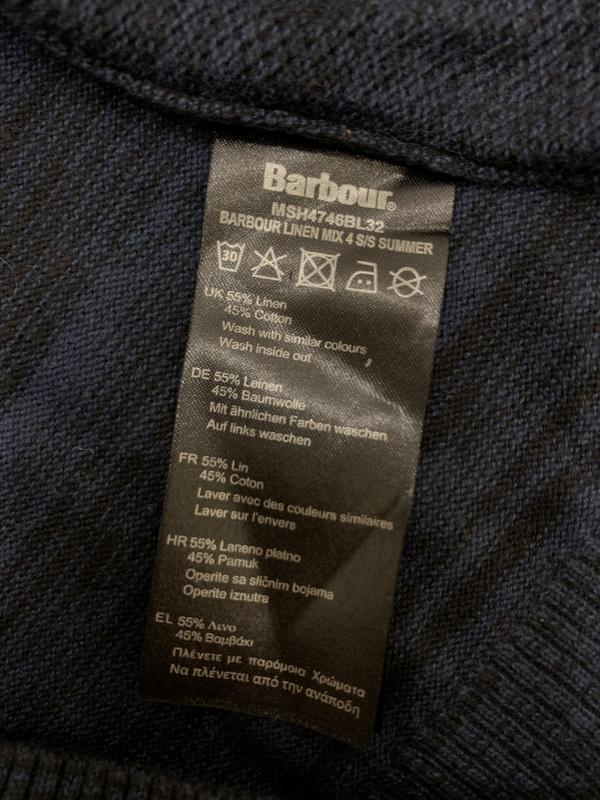 Barbour®
MSH4746BL32
BARBOUR LINEN MIX 4 S/S SUMMER
30
UK 55% Linen
45% Cotton
Wash with similar colours,
Wash inside out
DE 55% Leinen
45% Baumwolle
Mit ähnlichen Farben waschen
Auf links waschen
FR 55% Lin
45% Coton
Laver avec des couleurs similaires
Laver sur l'envers
HR 55% Laneno platno
45% Pamuk
Operite sa sličnim bojama
Operite iznutra
EL 55% Λινο
45% Βαμβάκι
Πλένετε με παρόμοια Χρώματα
Να πλένεται από την ανάποδη